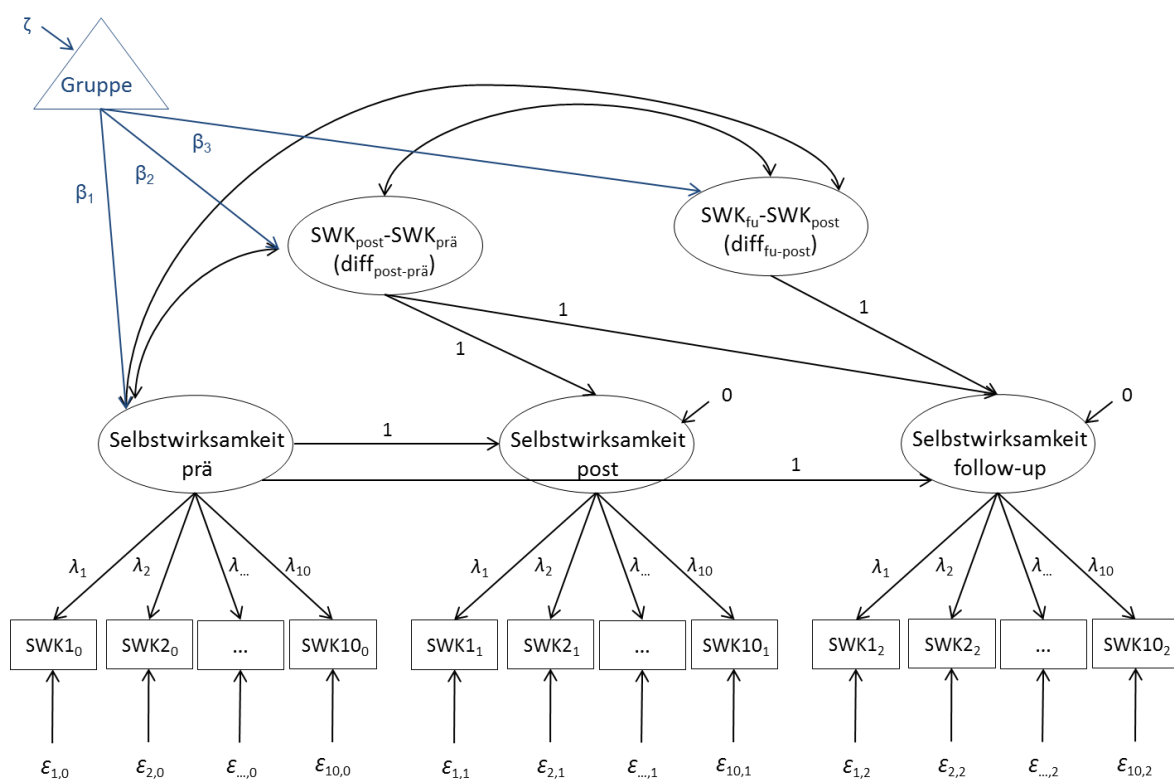 ζ
Gruppe
β₁
β₂
β₃
SWKpost-SWKprä
(diffpost-prä)
SWKfu-SWKpost
(difffu-post)
1
1
1
0
0
Selbstwirksamkeit
prä
1
Selbstwirksamkeit
post
1
Selbstwirksamkeit
follow-up
λ₁ λ₂ λ... λ₁₀
λ₁ λ₂ λ... λ₁₀
λ₁ λ₂ λ... λ₁₀
SWK1₀ SWK2₀ ... SWK10₀
SWK1₁ SWK2₁ ... SWK10₁
SWK1₂ SWK2₂ ... SWK10₂
ε₁,₀ ε₂,₀ ε...,₀ ε₁₀,₀
ε₁,₁ ε₂,₁ ε...,₁ ε₁₀,₁
ε₁,₂ ε₂,₂ ε...,₂ ε₁₀,₂